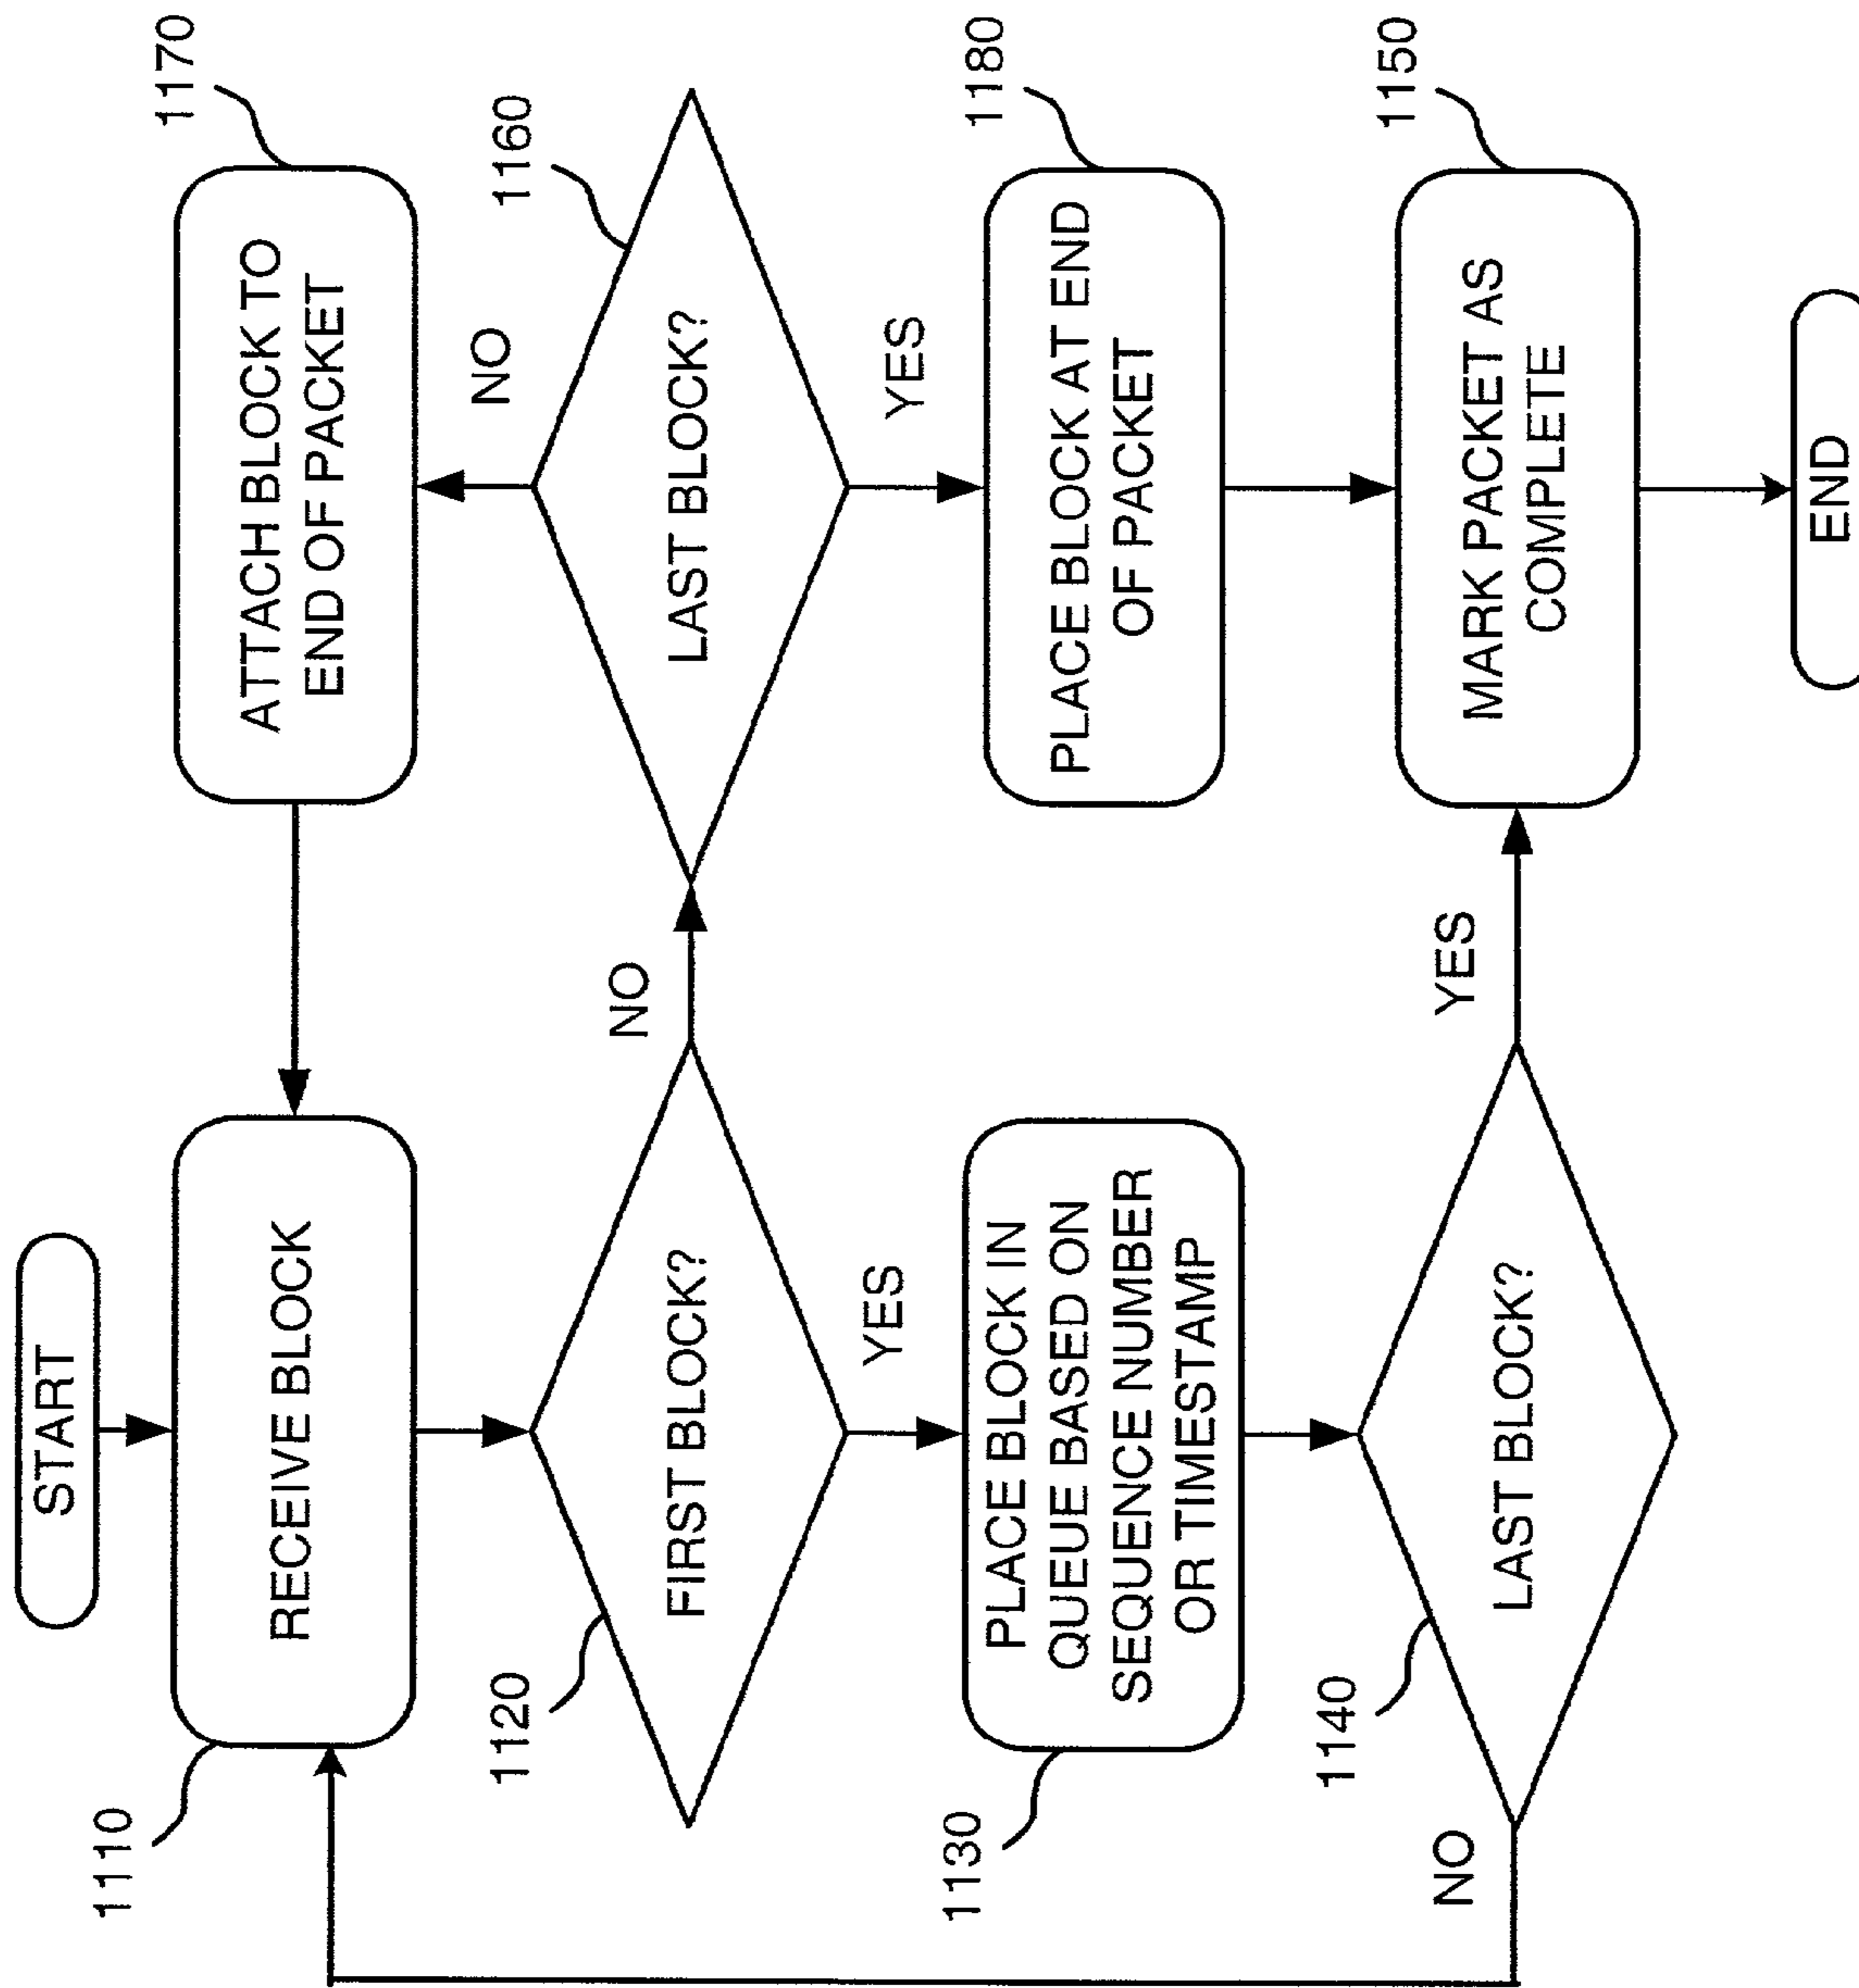 START
1110
RECEIVE BLOCK
1120
FIRST BLOCK?
NO
YES
1130
PLACE BLOCK IN
QUEUE BASED ON
SEQUENCE NUMBER
OR TIMESTAMP
1140
LAST BLOCK?
NO
YES
1170
ATTACH BLOCK TO
END OF PACKET
NO
1160
LAST BLOCK?
YES
1180
PLACE BLOCK AT END
OF PACKET
1150
MARK PACKET AS
COMPLETE
END